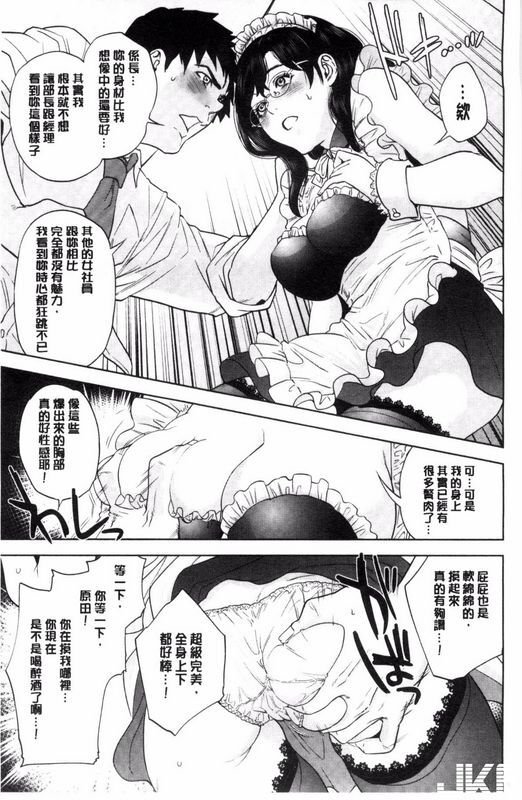 …欸
係長…
妳的身材比我
想像中的還要好…
其實我
根本就不想
讓部長跟經理
看到妳這個樣子
其他的女社員
跟妳相比
完全都沒有魅力，
我看到妳時心都狂跳不已
可…可是
我的身上
其實已經有
很多贅肉了…
像這些
爆出來的胸部
真的好性感耶！
わしっ
屁屁也是
軟綿綿的，
摸起來
真的有夠讚…！
超級完美，
全身上下
都好棒…！
等一下，
你等一下，
原田！
你在摸我哪裡…
你現在
是不是喝醉酒了…！